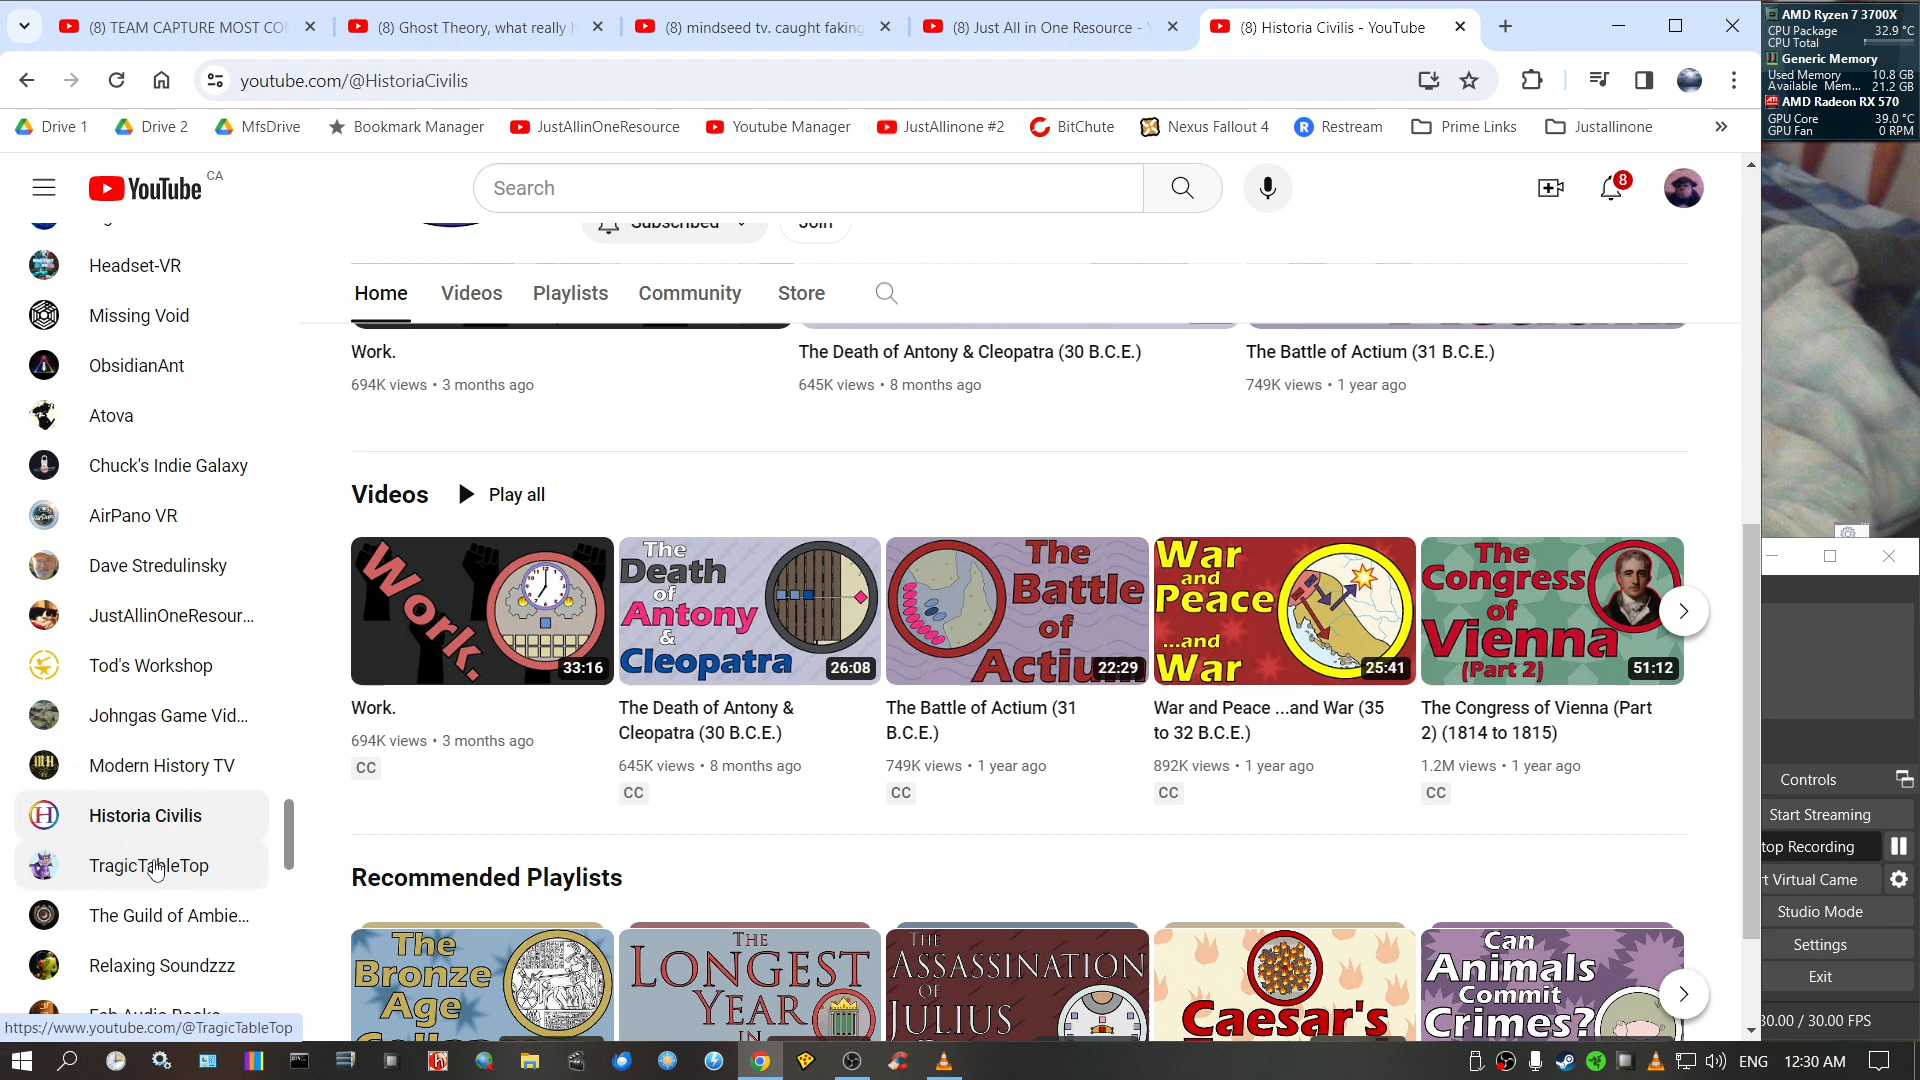 (8) TEAM CAPTURE MOST CO
(8) Ghost Theory, what really
(8) mindseed tv. caught faking
(8) Just All in One Resource -
(8) Historia Civilis - YouTube
youtube.com/@HistoriaCivilis
Drive 1
Drive 2
MfsDrive
Bookmark Manager
JustAllinOneResource
Youtube Manager
JustAllinone #2
BitChute
Nexus Fallout 4
Restream
Prime Links
Justallinone
YouTube CA
Search
8
Subscribed
Join
Headset-VR
Missing Void
ObsidianAnt
Atova
Chuck's Indie Galaxy
AirPano VR
Dave Stredulinsky
JustAllinOneResour...
Tod's Workshop
Johngas Game Vid...
Modern History TV
Historia Civilis
TragicTableTop
The Guild of Ambie...
Relaxing Soundzzz
https://www.youtube.com/@TragicTableTop
Home
Videos
Playlists
Community
Store
Work.
694K views • 3 months ago
The Death of Antony & Cleopatra (30 B.C.E.)
645K views • 8 months ago
The Battle of Actium (31 B.C.E.)
749K views • 1 year ago
Videos
Play all
Work.
33:16
The
Death
of
Antony
&
Cleopatra
26:08
The
Battle
of
Actium
22:29
War
and
Peace
...and
War
25:41
The
Congress
of
Vienna
(Part 2)
51:12
Work.
694K views • 3 months ago
CC
The Death of Antony &
Cleopatra (30 B.C.E.)
645K views • 8 months ago
CC
The Battle of Actium (31
B.C.E.)
749K views • 1 year ago
CC
War and Peace ...and War (35
to 32 B.C.E.)
892K views • 1 year ago
CC
The Congress of Vienna (Part
2) (1814 to 1815)
1.2M views • 1 year ago
CC
Recommended Playlists
The
Bronze
Age
THE
LONGEST
YEAR
IN
THE
ASSASSINATION
OF
JULIUS
Caesar's
Can
Animals
Commit
Crimes?
AMD Ryzen 7 3700X
CPU Package 32.9 °C
CPU Total
Generic Memory
Used Memory 10.8 GB
Available Mem... 21.2 GB
AMD Radeon RX 570
GPU Core 39.0 °C
GPU Fan 0 RPM
Controls
Start Streaming
top Recording
t Virtual Came
Studio Mode
Settings
Exit
30.00 / 30.00 FPS
ENG
12:30 AM